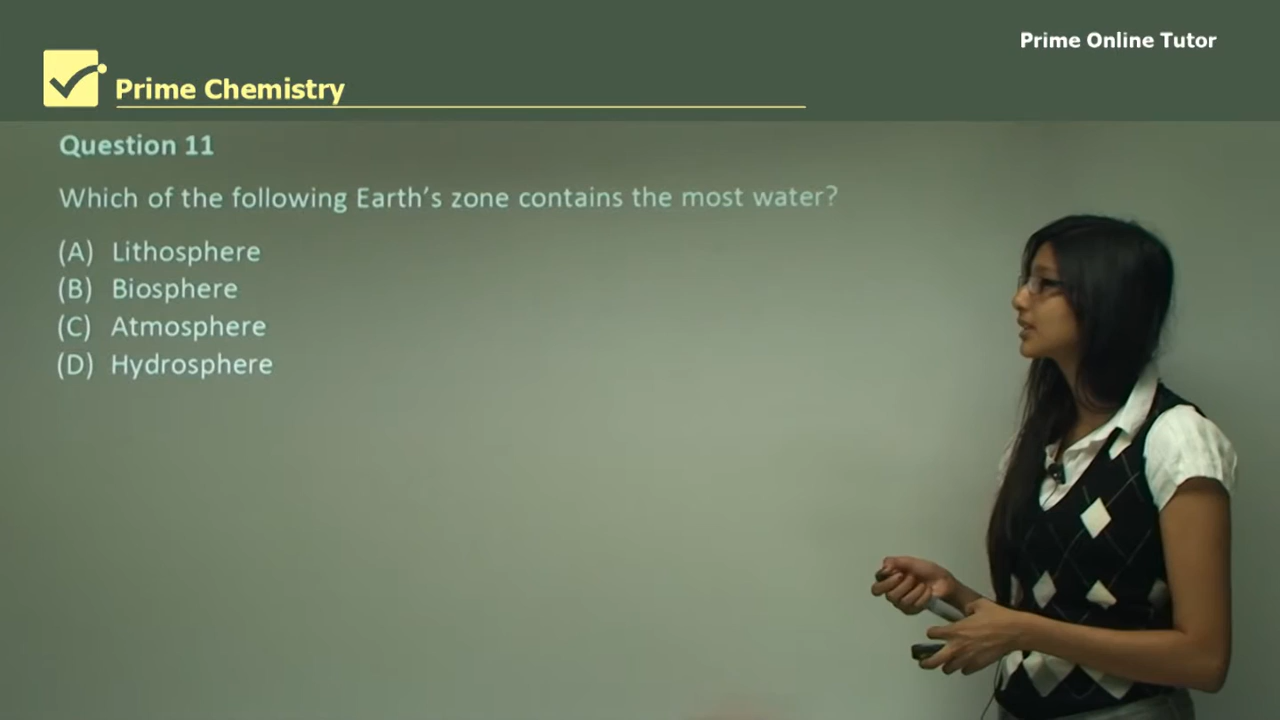 Prime Online Tutor
Prime Chemistry
Question 11
Which of the following Earth’s zone contains the most water?
(A) Lithosphere
(B) Biosphere
(C) Atmosphere
(D) Hydrosphere